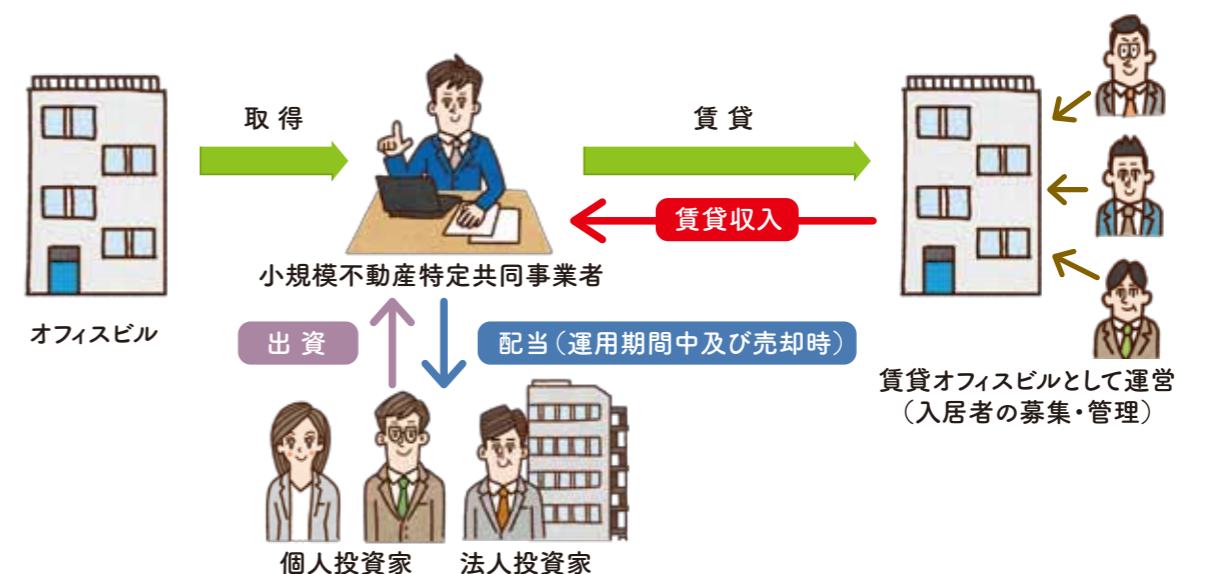 取得
賃貸
賃貸収入
小規模不動産特定共同事業者
オフィスビル
出資
配当(運用期間中及び売却時)
賃貸オフィスビルとして運営
(入居者の募集・管理)
個人投資家
法人投資家